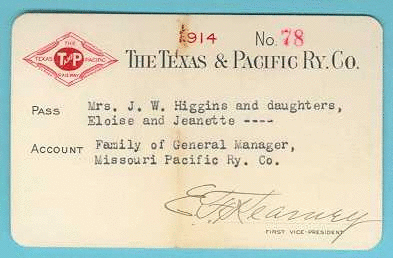 1914 No. 78
THE TEXAS PACIFIC RAILWAY T&P
THE TEXAS & PACIFIC RY. CO.
PASS Mrs. J. W. Higgins and daughters,
Eloise and Jeanette ----
ACCOUNT Family of General Manager,
Missouri Pacific Ry. Co.
E F Kearney
FIRST VICE-PRESIDENT